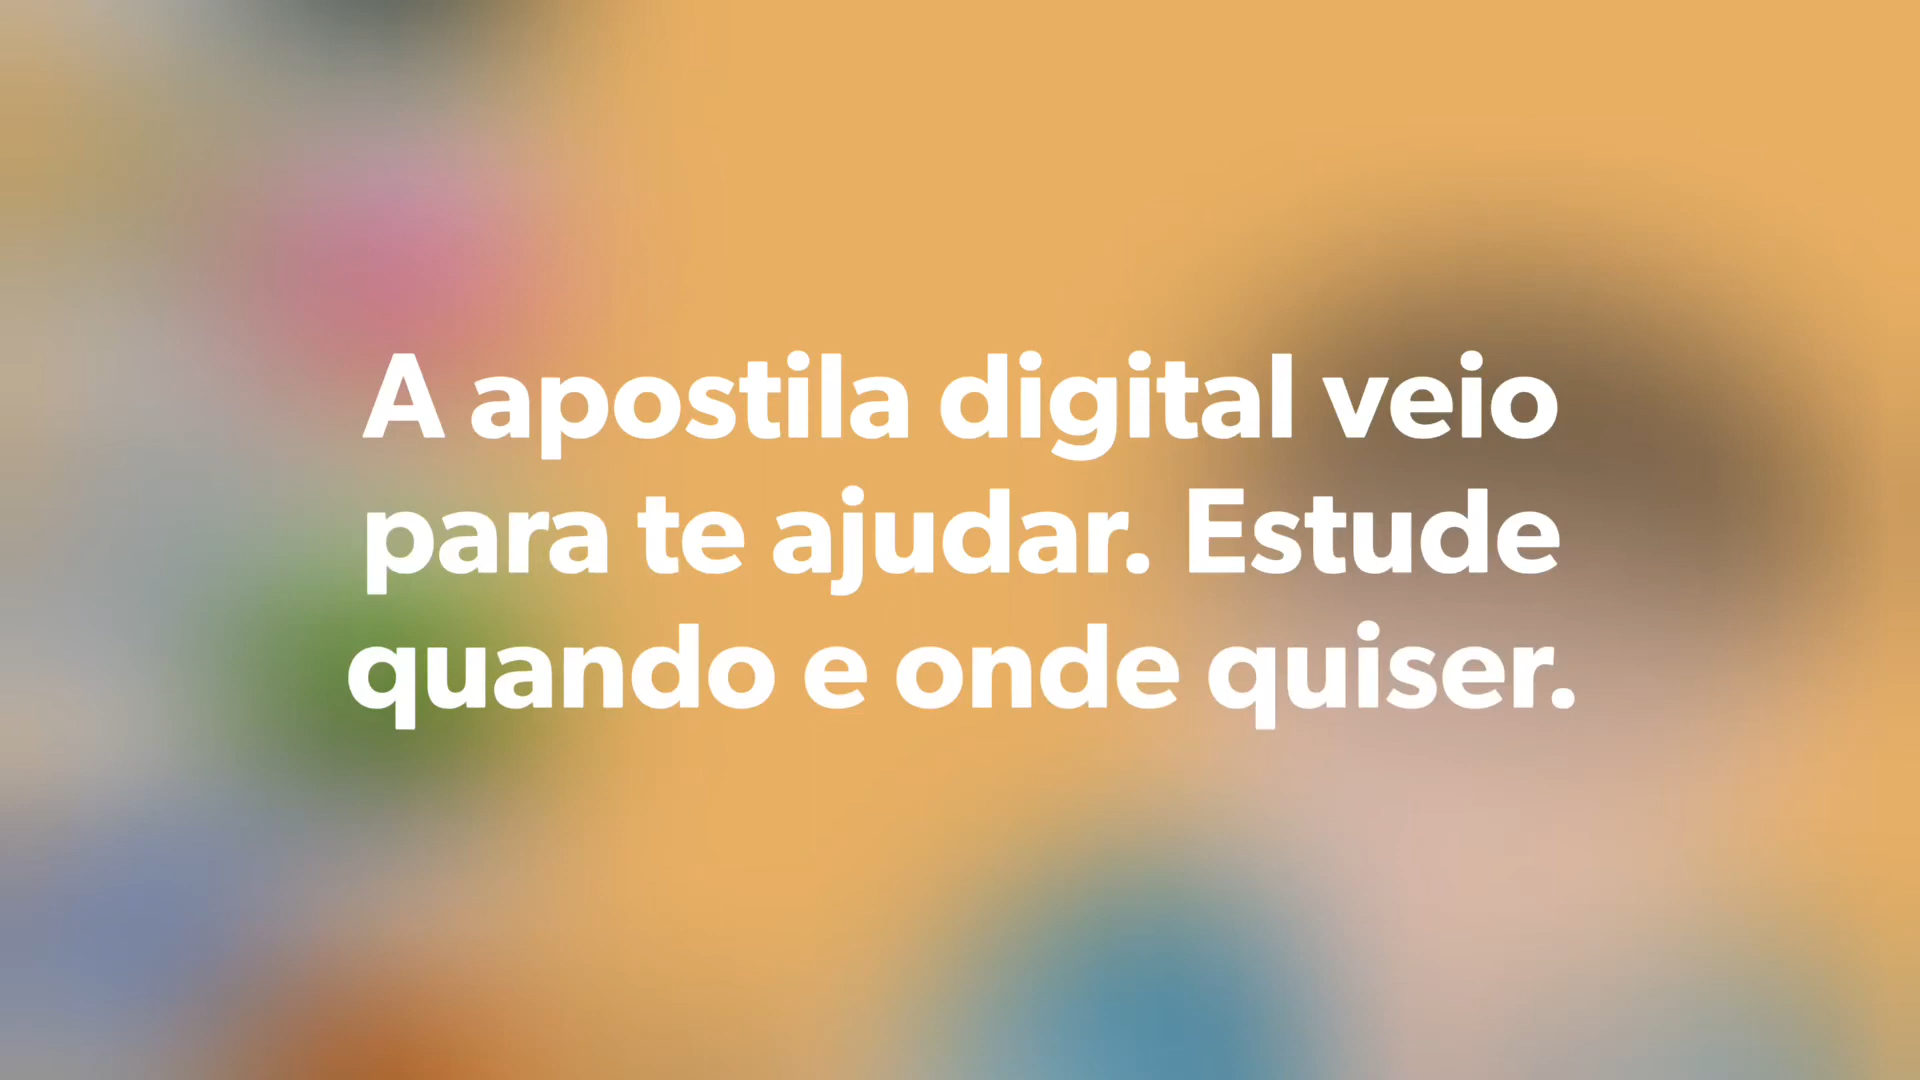 A apostila digital veio
para te ajudar. Estude
quando e onde quiser.